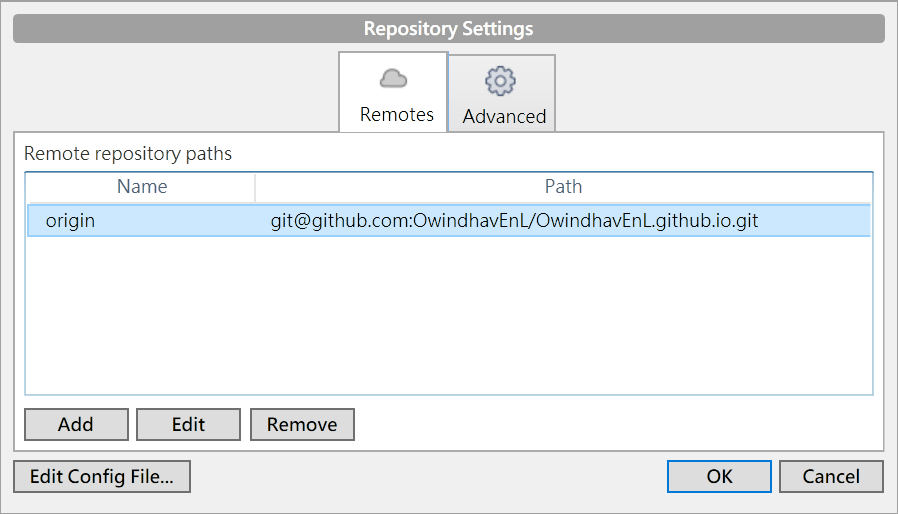 Repository Settings
Remotes
Advanced
Remote repository paths
Name Path
origin git@github.com:OwindhavEnL/OwindhavEnL.github.io.git
Add Edit Remove
Edit Config File... OK Cancel